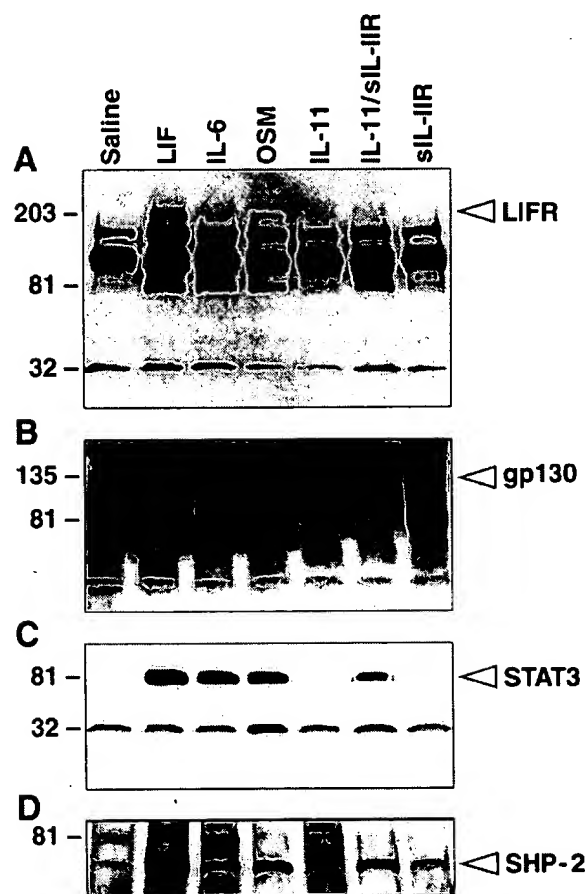 Saline
LIF
IL-6
OSM
IL-11
IL-11/sIL-IIR
sIL-IIR
A
203
LIFR
81
32
B
135
gp130
81
C
81
STAT3
32
D
81
SHP-2